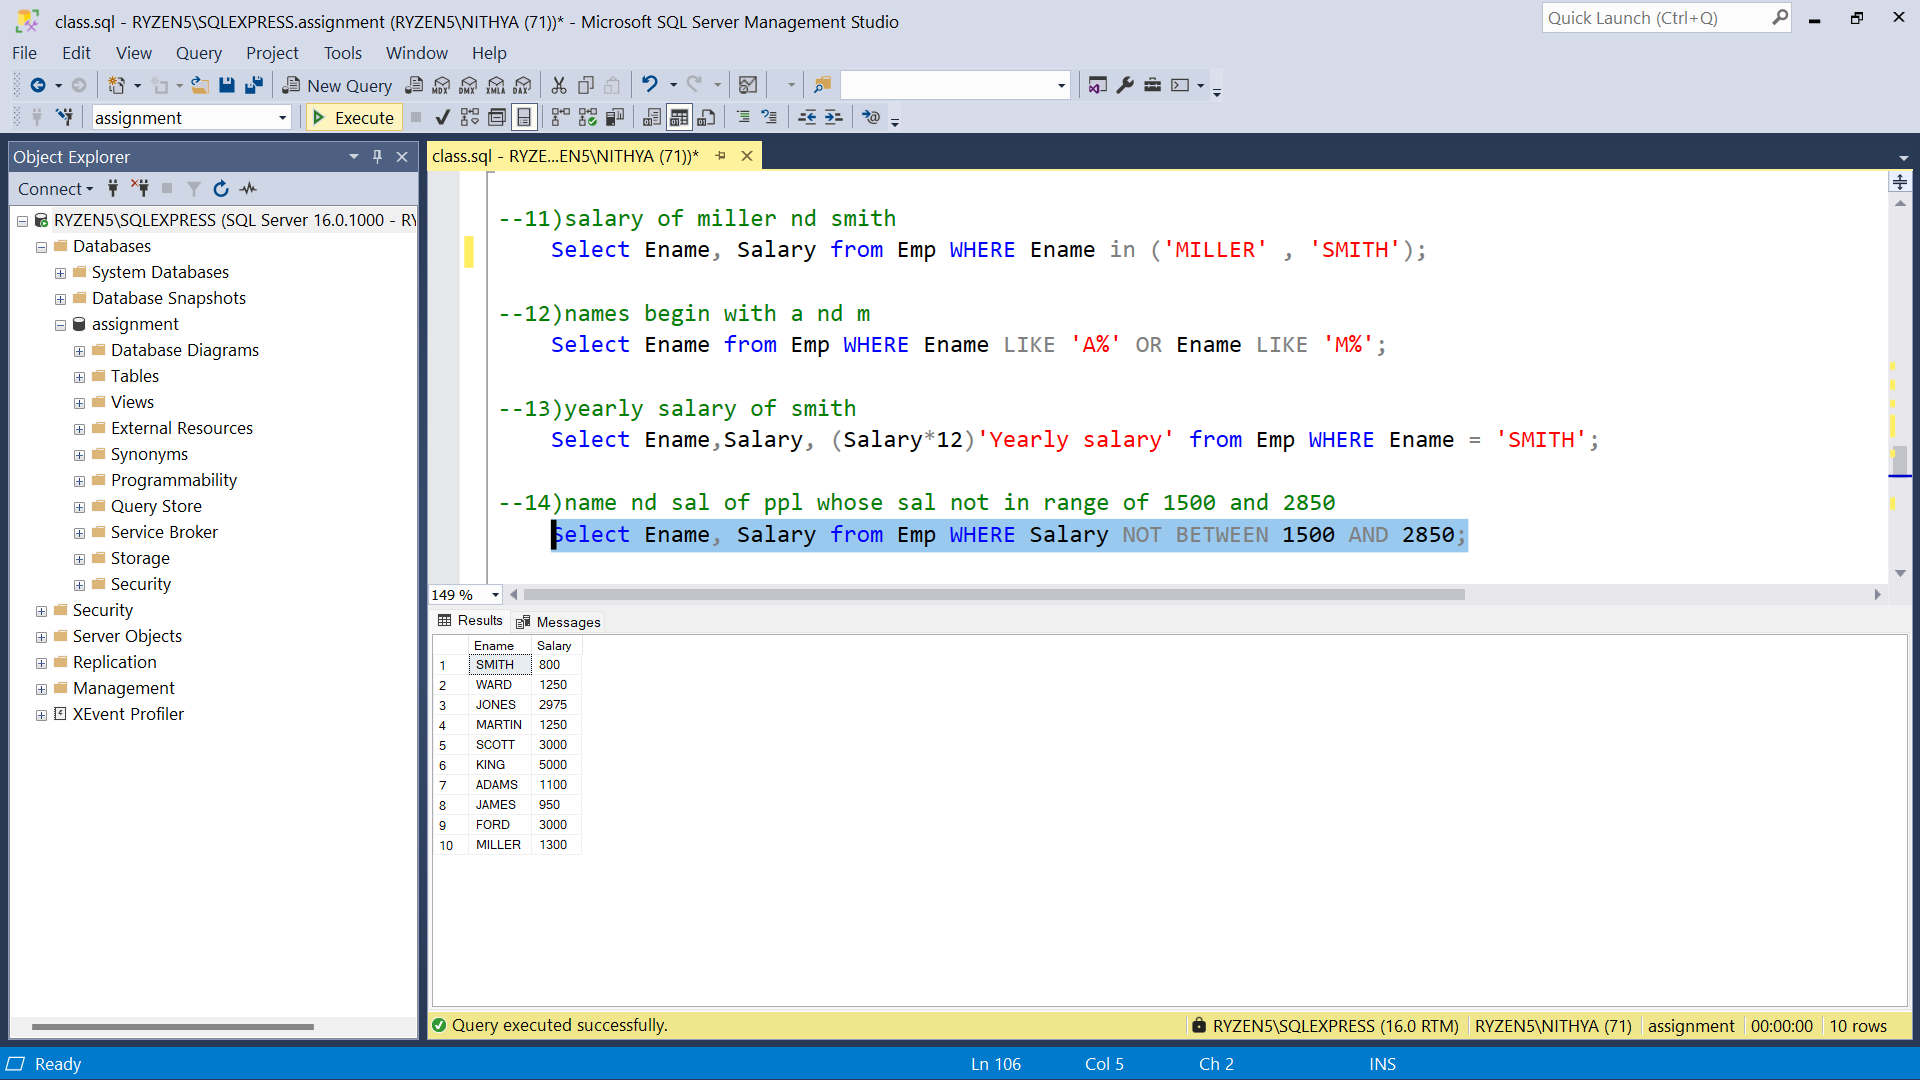 class.sql - RYZEN5\SQLEXPRESS.assignment (RYZEN5\NITHYA (71))* - Microsoft SQL Server Management Studio
Quick Launch (Ctrl+Q)
File Edit View Query Project Tools Window Help
New Query MDX DMX XMLA DAX
assignment Execute
Object Explorer
class.sql - RYZE...EN5\NITHYA (71))*
Connect
RYZEN5\SQLEXPRESS (SQL Server 16.0.1000 - RY
Databases
System Databases
Database Snapshots
assignment
Database Diagrams
Tables
Views
External Resources
Synonyms
Programmability
Query Store
Service Broker
Storage
Security
Security
Server Objects
Replication
Management
XEvent Profiler
--11)salary of miller nd smith
Select Ename, Salary from Emp WHERE Ename in ('MILLER' , 'SMITH');
--12)names begin with a nd m
Select Ename from Emp WHERE Ename LIKE 'A%' OR Ename LIKE 'M%';
--13)yearly salary of smith
Select Ename,Salary, (Salary*12)'Yearly salary' from Emp WHERE Ename = 'SMITH';
--14)name nd sal of ppl whose sal not in range of 1500 and 2850
Select Ename, Salary from Emp WHERE Salary NOT BETWEEN 1500 AND 2850;
149 %
Results Messages
Ename Salary
1 SMITH 800
2 WARD 1250
3 JONES 2975
4 MARTIN 1250
5 SCOTT 3000
6 KING 5000
7 ADAMS 1100
8 JAMES 950
9 FORD 3000
10 MILLER 1300
Query executed successfully.
RYZEN5\SQLEXPRESS (16.0 RTM) RYZEN5\NITHYA (71) assignment 00:00:00 10 rows
Ready Ln 106 Col 5 Ch 2 INS